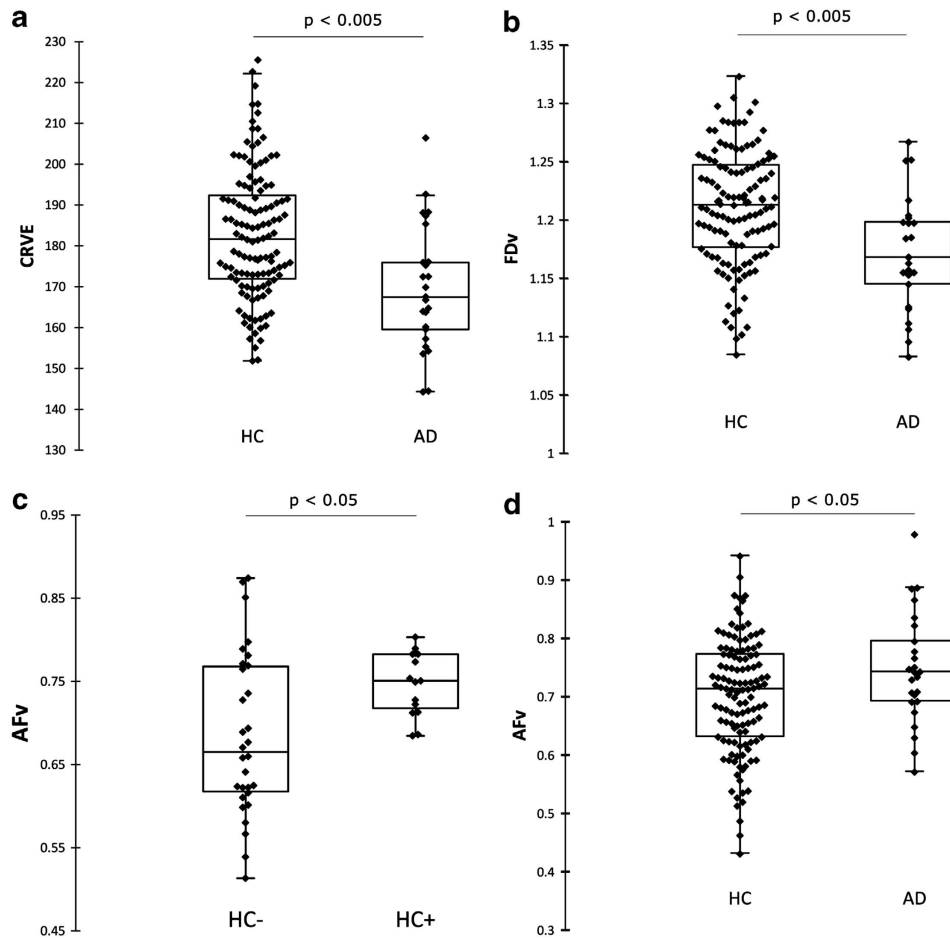 a
p < 0.005
CRVE
230
220
210
200
190
180
170
160
150
140
130
HC
AD
b
p < 0.005
FDv
1.35
1.3
1.25
1.2
1.15
1.1
1.05
1
HC
AD
c
p < 0.05
AFv
0.95
0.85
0.75
0.65
0.55
0.45
HC-
HC+
d
p < 0.05
AFv
1
0.9
0.8
0.7
0.6
0.5
0.4
0.3
HC
AD